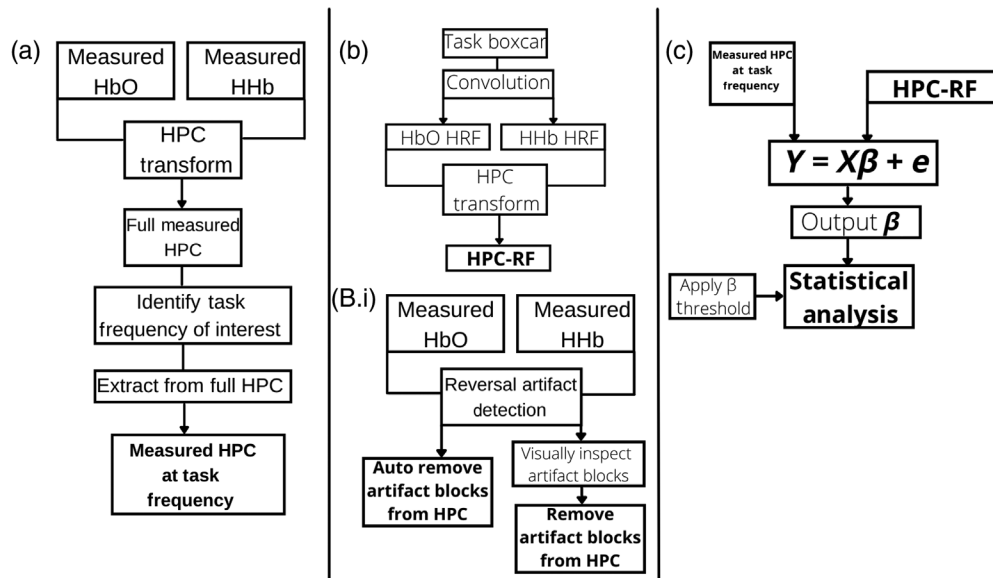 (a)
Measured
HbO
Measured
HHb
HPC
transform
Full measured
HPC
Identify task
frequency of interest
Extract from full HPC
Measured HPC
at task
frequency
(b)
Task boxcar
Convolution
HbO HRF
HHb HRF
HPC
transform
HPC-RF
(B.i)
Measured
HbO
Measured
HHb
Reversal artifact
detection
Auto remove
artifact blocks
from HPC
Visually inspect
artifact blocks
Remove
artifact blocks
from HPC
(c)
Measured HPC
at task
frequency
HPC-RF
Y = Xβ + e
Output β
Apply β
threshold
Statistical
analysis